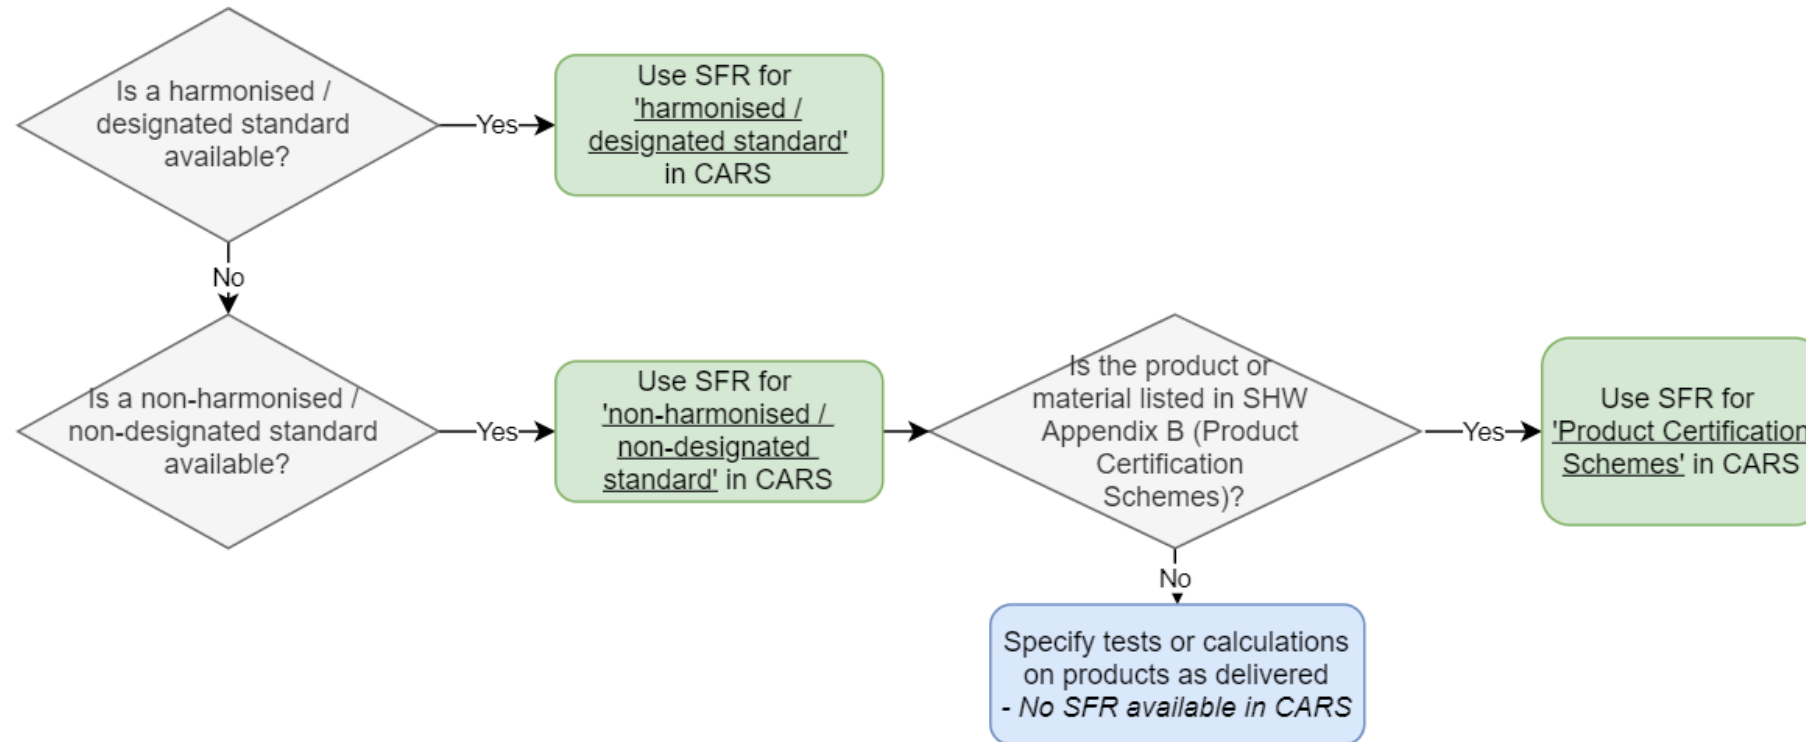 Is a harmonised /
designated standard
available?
Yes
Use SFR for
'harmonised /
designated standard'
in CARS
No
Is a non-harmonised /
non-designated standard
available?
Yes
Use SFR for
'non-harmonised /
non-designated
standard' in CARS
Is the product or
material listed in SHW
Appendix B (Product
Certification
Schemes)?
Yes
Use SFR for
'Product Certification
Schemes' in CARS
No
Specify tests or calculations
on products as delivered
- No SFR available in CARS